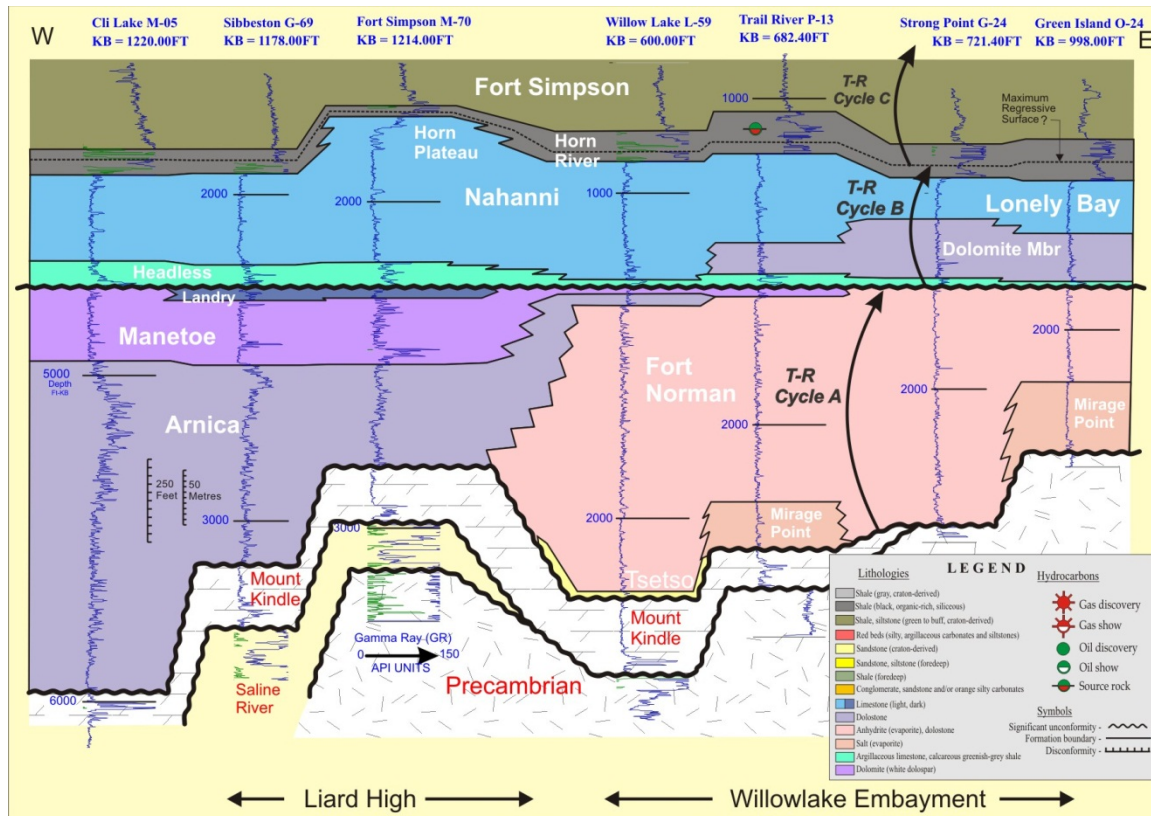 Cli Lake M-05
KB = 1220.00FT
Sibbeston G-69
KB = 1178.00FT
Fort Simpson M-70
KB = 1214.00FT
Willow Lake L-59
KB = 600.00FT
Trail River P-13
KB = 682.40FT
Strong Point G-24
KB = 721.40FT
Green Island O-24
KB = 998.00FT
W
E
Fort Simpson
1000
T-R
Cycle C
Maximum
Regressive
Surface ?
Horn
Plateau
Horn
River
2000
2000
Nahanni
1000
T-R
Cycle B
Lonely Bay
Dolomite Mbr
Headless
Landry
Manetoe
5000
Depth
Ft-KB
Fort
Norman
2000
2000
2000
T-R
Cycle A
Mirage
Point
Arnica
250
Feet
50
Metres
3000
3000
2000
Mirage
Point
Tsetso
Mount
Kindle
Mount
Kindle
Gamma Ray (GR)
0 150
API UNITS
Saline
River
Precambrian
6000
LEGEND
Lithologies
Shale (gray, craton-derived)
Shale (black, organic-rich, siliceous)
Shale, siltstone (green to buff, craton-derived)
Red beds (silty, argillaceous carbonates and siltstones)
Sandstone (craton-derived)
Sandstone, siltstone (foredeep)
Shale (foredeep)
Conglomerate, sandstone and/or orange silty carbonates
Limestone (light, dark)
Dolostone
Anhydrite (evaporite), dolostone
Salt (evaporite)
Argillaceous limestone, calcareous greenish-grey shale
Dolomite (white dolospar)
Hydrocarbons
Gas discovery
Gas show
Oil discovery
Oil show
Source rock
Symbols
Significant unconformity -
Formation boundary -
Disconformity -
Liard High
Willowlake Embayment